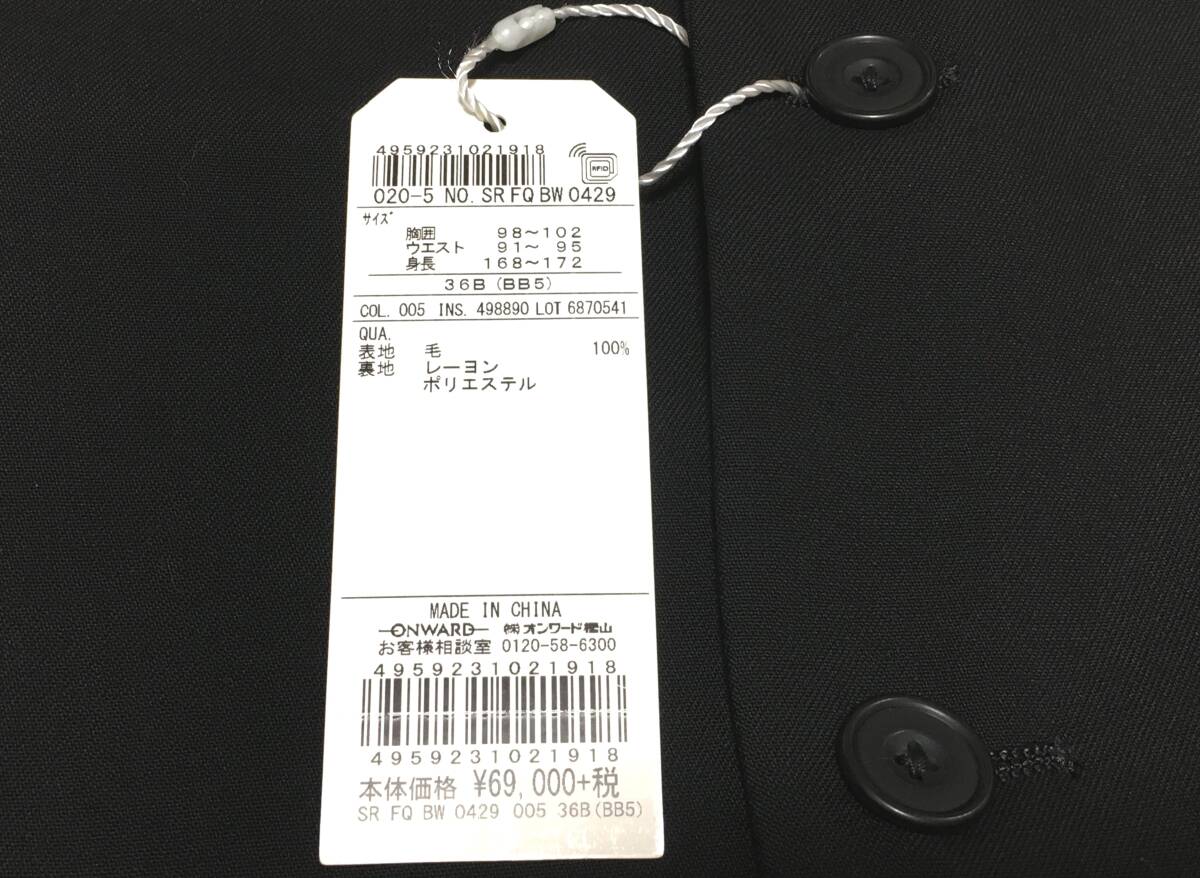 4959231021918
RFID
020-5 NO. SR FQ BW 0429
サイズ
胸囲 98〜102
ウエスト 91〜 95
身長 168〜172
36B (BB5)
COL. 005 INS. 498890 LOT 6870541
QUA.
表地 毛 100%
裏地 レーヨン
ポリエステル
MADE IN CHINA
ONWARD ㈱オンワード樫山
お客様相談室 0120-58-6300
4959231021918
4959231021918
本体価格 ¥69,000+税
SR FQ BW 0429 005 36B(BB5)